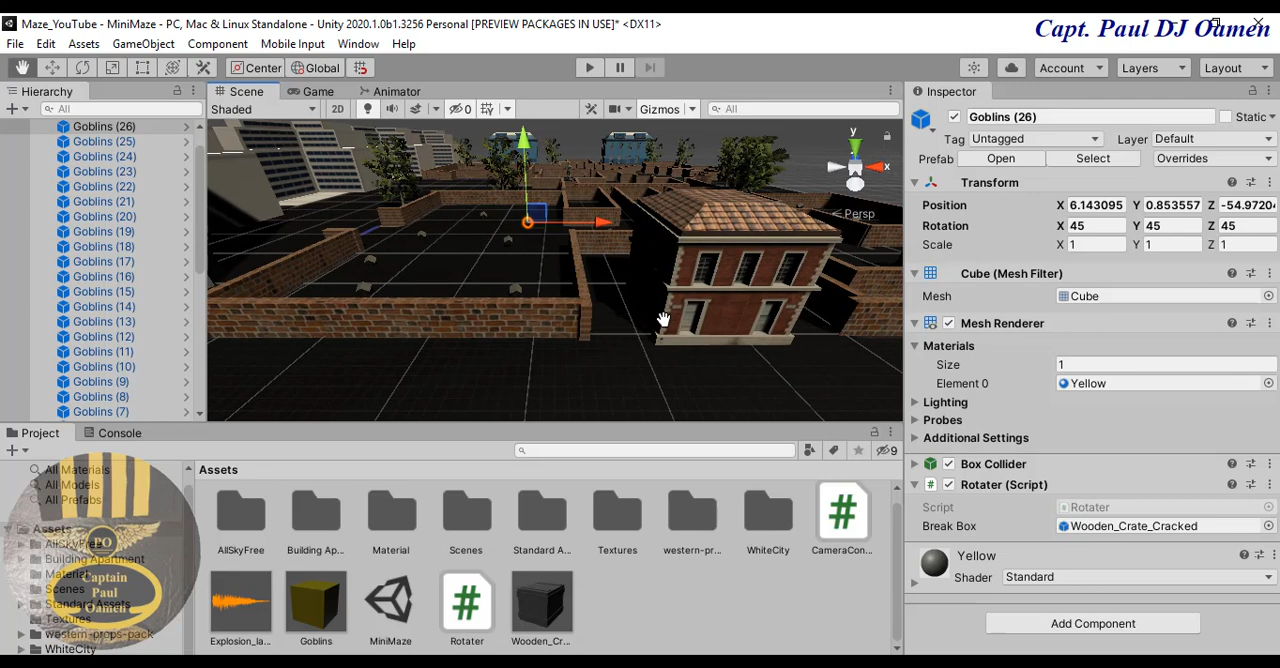 Maze_YouTube - MiniMaze - PC, Mac & Linux Standalone - Unity 2020.1.0b1.3256 Personal [PREVIEW PACKAGES IN USE]* <DX11>
Capt. Paul DJ Oamen
File Edit Assets GameObject Component Mobile Input Window Help
Center Global Account Layers Layout
Hierarchy
All
Goblins (26)
Goblins (25)
Goblins (24)
Goblins (23)
Goblins (22)
Goblins (21)
Goblins (20)
Goblins (19)
Goblins (18)
Goblins (17)
Goblins (16)
Goblins (15)
Goblins (14)
Goblins (13)
Goblins (12)
Goblins (11)
Goblins (10)
Goblins (9)
Goblins (8)
Goblins (7)
Scene Game Animator
Shaded 2D 0 Gizmos All
y
x
Persp
Inspector
Goblins (26) Static
Tag Untagged Layer Default
Prefab Open Select Overrides
Transform
Position X 6.143095 Y 0.853557 Z -54.97204
Rotation X 45 Y 45 Z 45
Scale X 1 Y 1 Z 1
Cube (Mesh Filter)
Mesh Cube
Mesh Renderer
Materials
Size 1
Element 0 Yellow
Lighting
Probes
Additional Settings
Box Collider
Rotater (Script)
Script Rotater
Break Box Wooden_Crate_Cracked
Yellow
Shader Standard
Add Component
Project Console
9
All Materials
All Models
All Prefabs
Assets
AllSkyFree
Building Apartment
Material
Scenes
Standard Assets
Textures
western-props-pack
WhiteCity
PO
Captain
Paul
Oamen
Assets
AllSkyFree Building Ap... Material Scenes Standard A... Textures western-pr... WhiteCity CameraCon...
Explosion_la... Goblins MiniMaze Rotater Wooden_Cr...